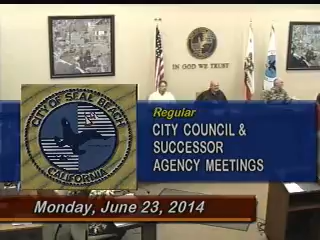 IN GOD WE TRUST
CITY OF SEAL BEACH
CALIFORNIA
Regular
CITY COUNCIL &
SUCCESSOR
AGENCY MEETINGS
Monday, June 23, 2014